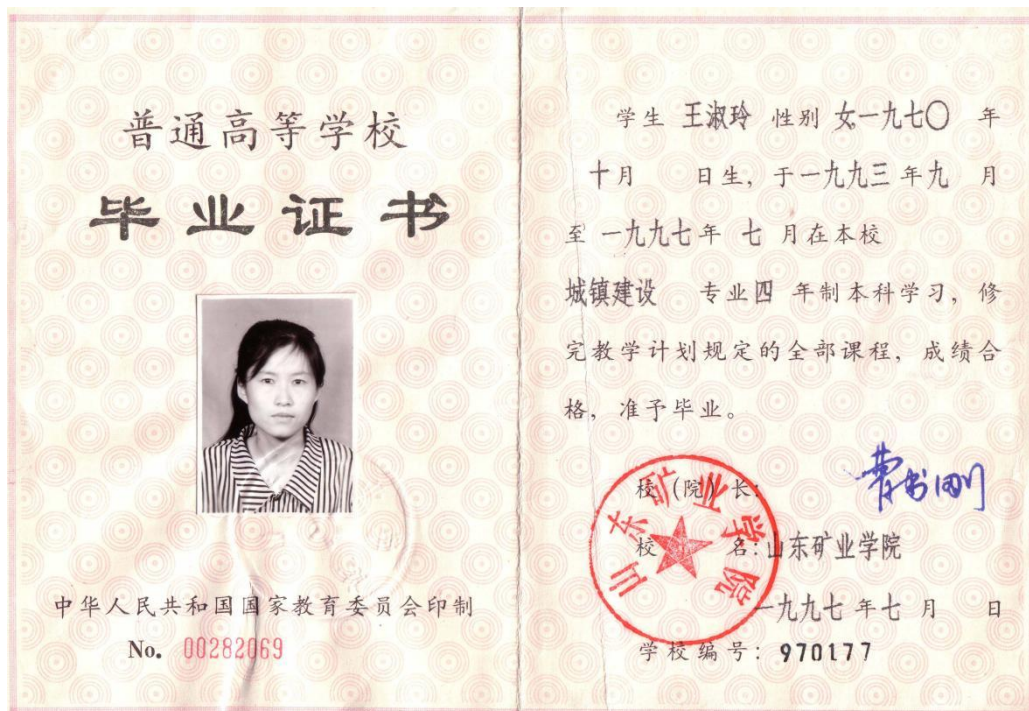 普通高等学校
毕业证书
中华人民共和国国家教育委员会印制
No. 00282069
学生 王淑玲 性别 女 一九七〇 年
十月 日生, 于一九九三年九 月
至 一九九七年 七 月在本校
城镇建设 专业四 年制本科学习, 修
完教学计划规定的全部课程, 成绩合
格, 准予毕业。
校(院)长:
山东矿业学院
校 名: 山东矿业学院
一九九七年七 月 日
学校编号: 970177